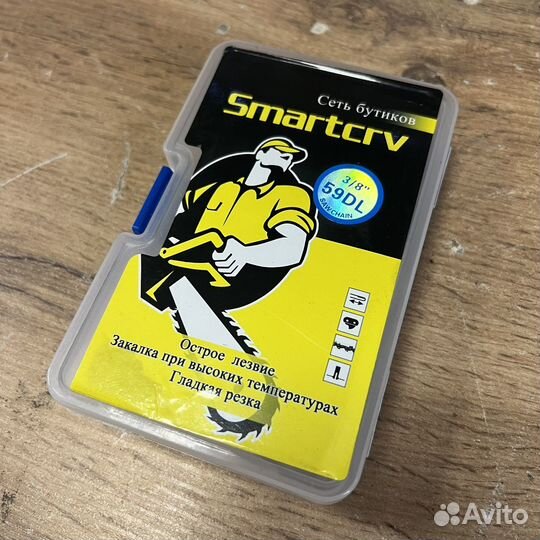 Сеть бутиков
Smartcrv
3/8"
59DL
SAWCHAIN
Острое лезвие
Закалка при высоких температурах
Гладкая резка
Avito